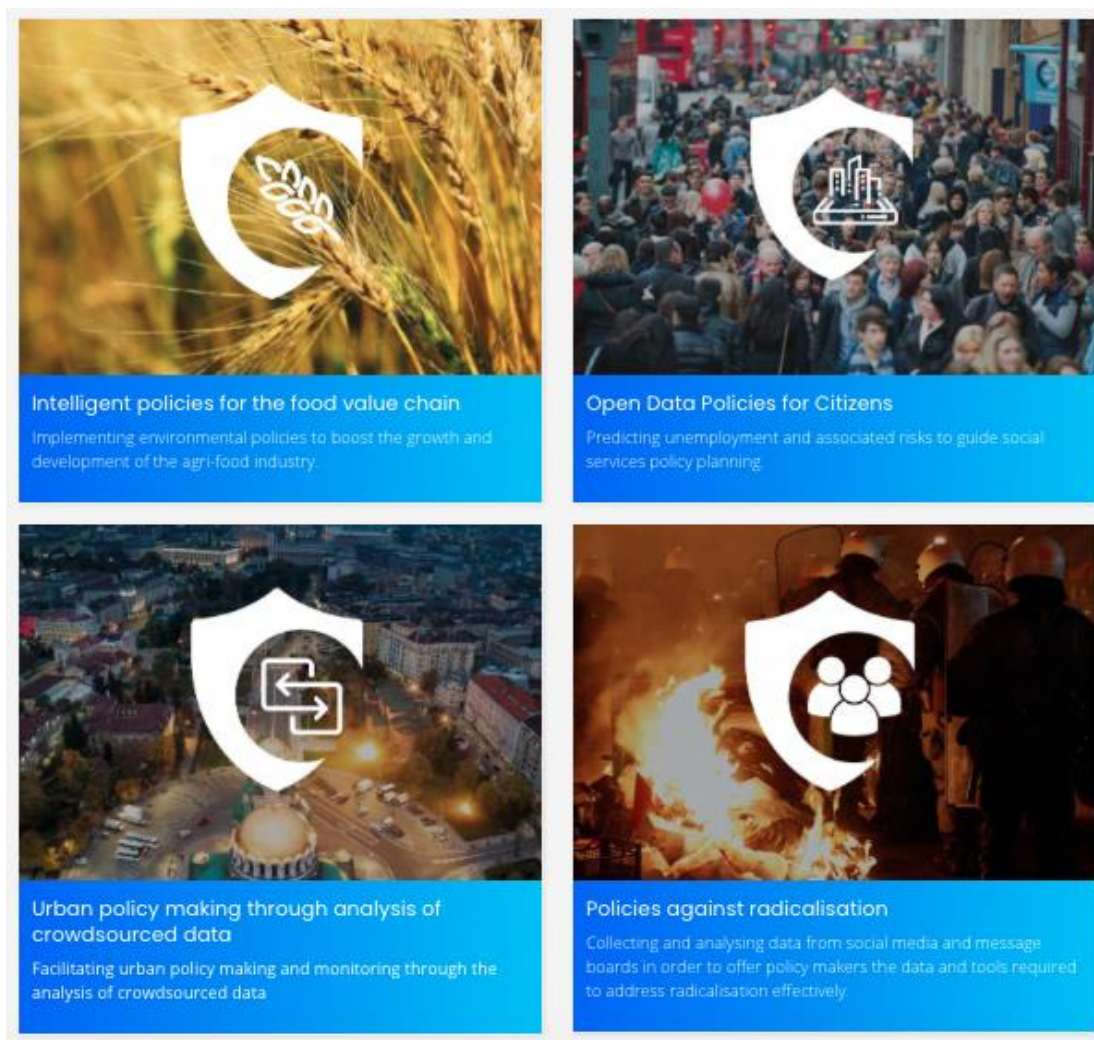 Intelligent policies for the food value chain
Implementing environmental policies to boost the growth and
development of the agri-food industry.
Open Data Policies for Citizens
Predicting unemployment and associated risks to guide social
services policy planning.
Urban policy making through analysis of
crowdsourced data
Facilitating urban policy making and monitoring through the
analysis of crowdsourced data
Policies against radicalisation
Collecting and analysing data from social media and message
boards in order to offer policy makers the data and tools required
to address radicalisation effectively.